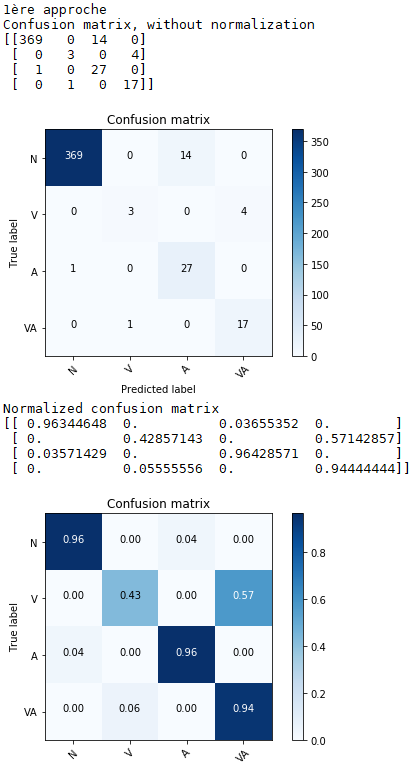 1ère approche
Confusion matrix, without normalization
[[369   0  14   0]
 [  0   3   0   4]
 [  1   0  27   0]
 [  0   1   0  17]]
Confusion matrix
N 369 0 14 0
V 0 3 0 4
A 1 0 27 0
VA 0 1 0 17
N V A VA
True label
Predicted label
350
300
250
200
150
100
50
0
Normalized confusion matrix
[[ 0.96344648  0.          0.03655352  0.        ]
 [ 0.          0.42857143  0.          0.57142857]
 [ 0.03571429  0.          0.96428571  0.        ]
 [ 0.          0.05555556  0.          0.94444444]]
Confusion matrix
N 0.96 0.00 0.04 0.00
V 0.00 0.43 0.00 0.57
A 0.04 0.00 0.96 0.00
VA 0.00 0.06 0.00 0.94
N V A VA
True label
0.8
0.6
0.4
0.2
0.0